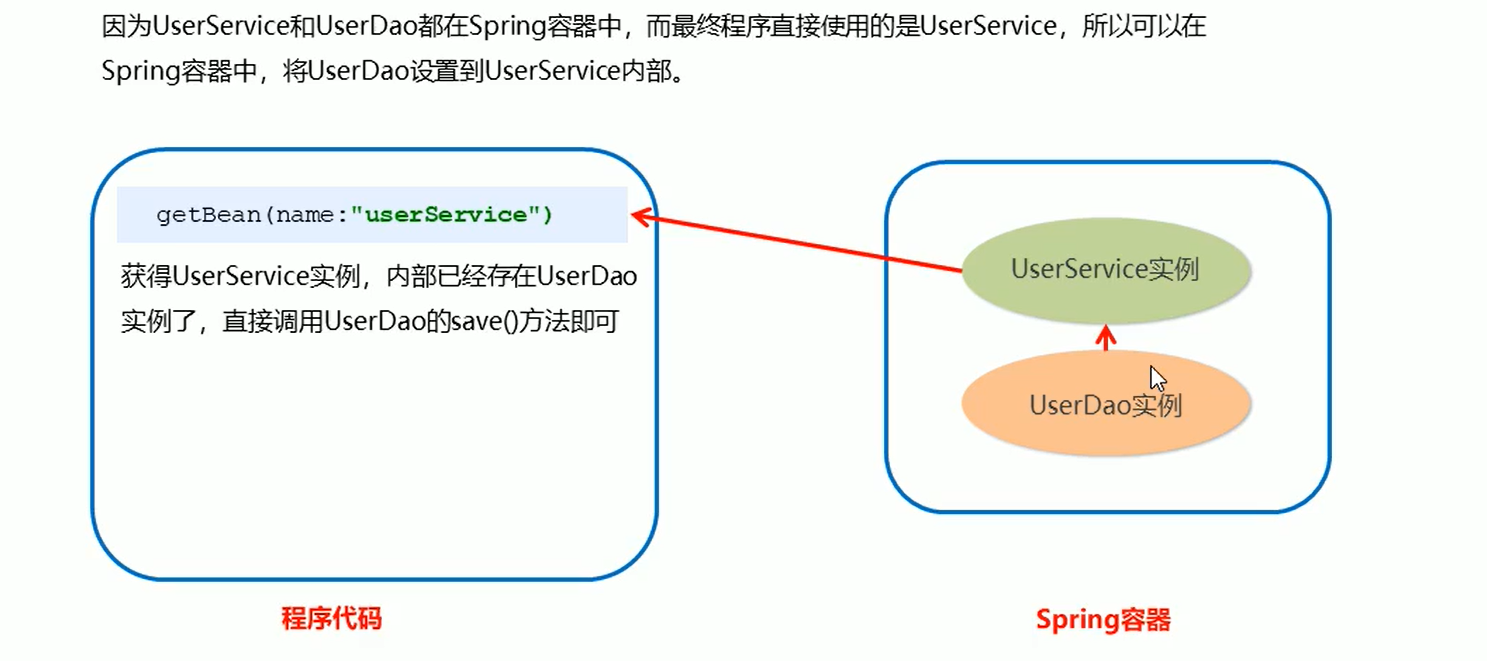 因为UserService和UserDao都在Spring容器中，而最终程序直接使用的是UserService，所以可以在
Spring容器中，将UserDao设置到UserService内部。
getBean(name:"userService")
获得UserService实例，内部已经存在UserDao
实例了，直接调用UserDao的save()方法即可
UserService实例
UserDao实例
程序代码
Spring容器